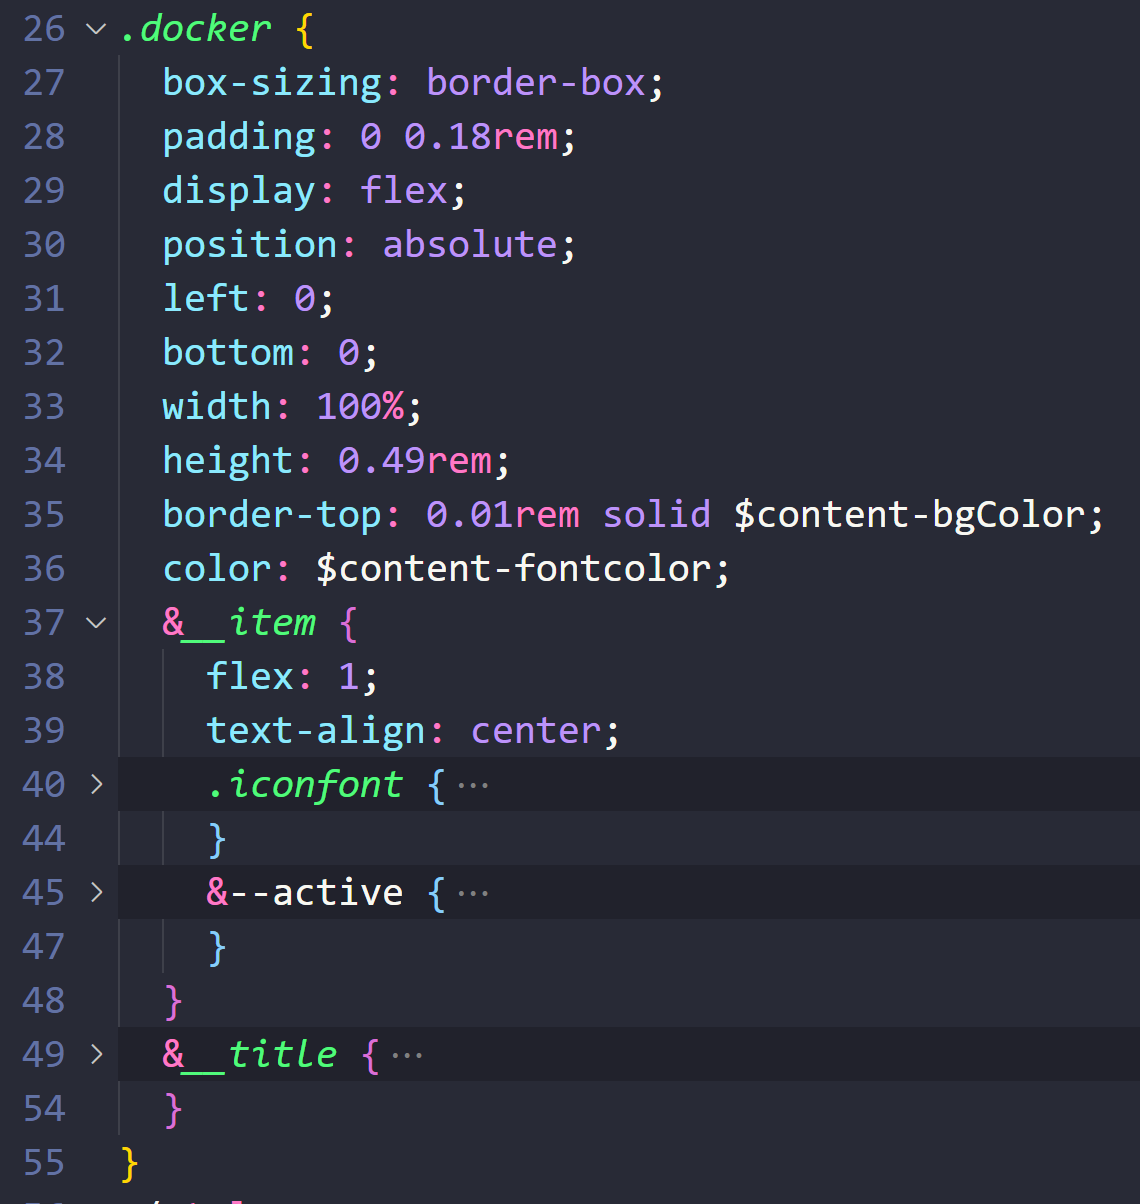 26 .docker {
27 box-sizing: border-box;
28 padding: 0 0.18rem;
29 display: flex;
30 position: absolute;
31 left: 0;
32 bottom: 0;
33 width: 100%;
34 height: 0.49rem;
35 border-top: 0.01rem solid $content-bgColor;
36 color: $content-fontcolor;
37 &__item {
38 flex: 1;
39 text-align: center;
40 .iconfont { ···
44 }
45 &--active { ···
47 }
48 }
49 &__title { ···
54 }
55 }